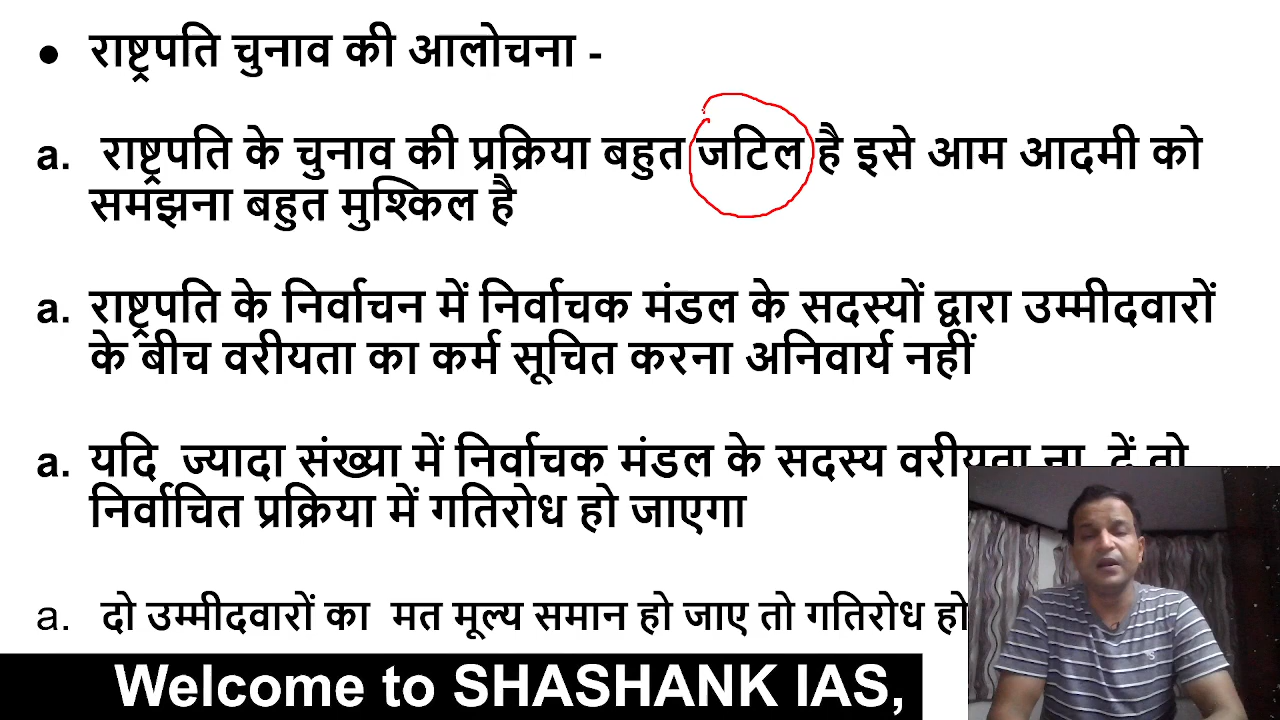 ● राष्ट्रपति चुनाव की आलोचना -
a. राष्ट्रपति के चुनाव की प्रक्रिया बहुत जटिल है इसे आम आदमी को
समझना बहुत मुश्किल है
a. राष्ट्रपति के निर्वाचन में निर्वाचक मंडल के सदस्यों द्वारा उम्मीदवारों
के बीच वरीयता का कर्म सूचित करना अनिवार्य नहीं
a. यदि ज्यादा संख्या में निर्वाचक मंडल के सदस्य वरीयता ना दें तो
निर्वाचित प्रक्रिया में गतिरोध हो जाएगा
a. दो उम्मीदवारों का मत मूल्य समान हो जाए तो गतिरोध हो
Welcome to SHASHANK IAS,